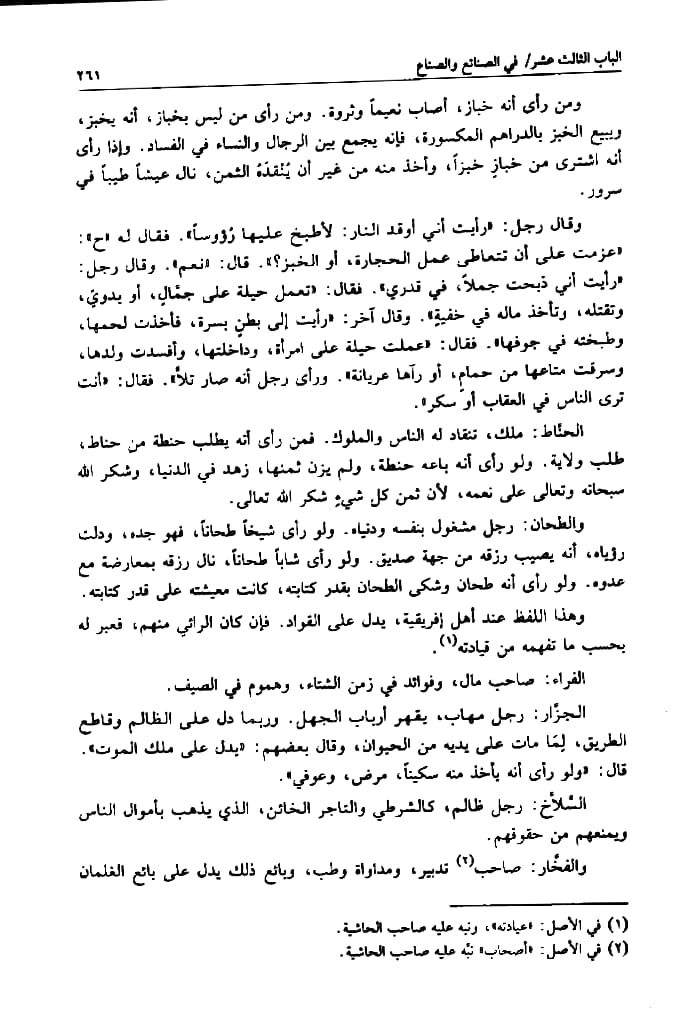 الباب الثالث عشر/ في الصنائع والصناع
٢٦١
ومن رأى أنه خباز، أصاب نعيماً وثروة. ومن رأى من ليس بخباز، أنه يخبز،
ويبيع الخبز بالدراهم المكسورة، فإنه يجمع بين الرجال والنساء في الفساد. وإذا رأى
أنه اشترى من خبازٍ خبزاً، وأخذ منه من غير أن يُنْقدَهُ الثمن، نال عيشاً طيباً في
سرور.
وقال رجل: «رأيت أني أوقد النار: لأطبخ عليها رُؤوساً». فقال له «ح»:
«عزمت على أن تتعاطى عمل الحجارة، أو الخبز؟». قال: «نعم». وقال رجل:
«رأيت أني ذبحت جملاً، في قدري». فقال: «تعمل حيلة على جمّالٍ، أو بدويّ،
وتقتله، وتأخذ ماله في خفيةٍ». وقال آخر: «رأيت إلى بطنٍ بسرة، فأخذت لحمها،
وطبخته في جوفها». فقال: «عملت حيلة على امرأة، وداخلتها، وأفسدت ولدها،
وسرقت متاعها من حمامٍ، أو رآها عريانة». ورأى رجل أنه صار تلاً». فقال: «أنت
ترى الناس في العقاب أو سكر».
الحنّاط: ملك، تنقاد له الناس والملوك. فمن رأى أنه يطلب حنطة من حناط،
طلب ولاية. ولو رأى أنه باعه حنطة، ولم يزن ثمنها، زهد في الدنيا، وشكر الله
سبحانه وتعالى على نعمه، لأن ثمن كل شيءٍ شكر الله تعالى.
والطحان: رجل مشغول بنفسه ودنياه. ولو رأى شيخاً طحاناً، فهو جده، ودلت
رؤياه، أنه يصيب رزقه من جهة صديق. ولو رأى شاباً طحاناً، نال رزقه بمعارضة مع
عدوه. ولو رأى أنه طحان وشكى الطحان بقدر كتابته، كانت معيشته على قدر كتابته.
وهذا اللفظ عند أهل إفريقية، يدل على القواد. فإن كان الرائي منهم، فعبر له
بحسب ما تفهمه من قيادته(١).
الفراء: صاحب مال، وفوائد في زمن الشتاء، وهموم في الصيف.
الجزّار: رجل مهاب، يقهر أرباب الجهل. وربما دل على الظالم وقاطع
الطريق، لِمَا مات على يديه من الحيوان، وقال بعضهم: «يدل على ملك الموت».
قال: «ولو رأى أنه يأخذ منه سكيناً، مرض، وعوفي».
السّلاّخ: رجل ظالم، كالشرطي والتاجر الخائن، الذي يذهب بأموال الناس
ويمنعهم من حقوقهم.
والفخّار: صاحب(٢) تدبير، ومداواة وطب، وبائع ذلك يدل على بائع الغلمان
(١) في الأصل: «عيادته»، ونبه عليه صاحب الحاشية.
(٢) في الأصل: «أصحاب» نبّه عليه صاحب الحاشية.